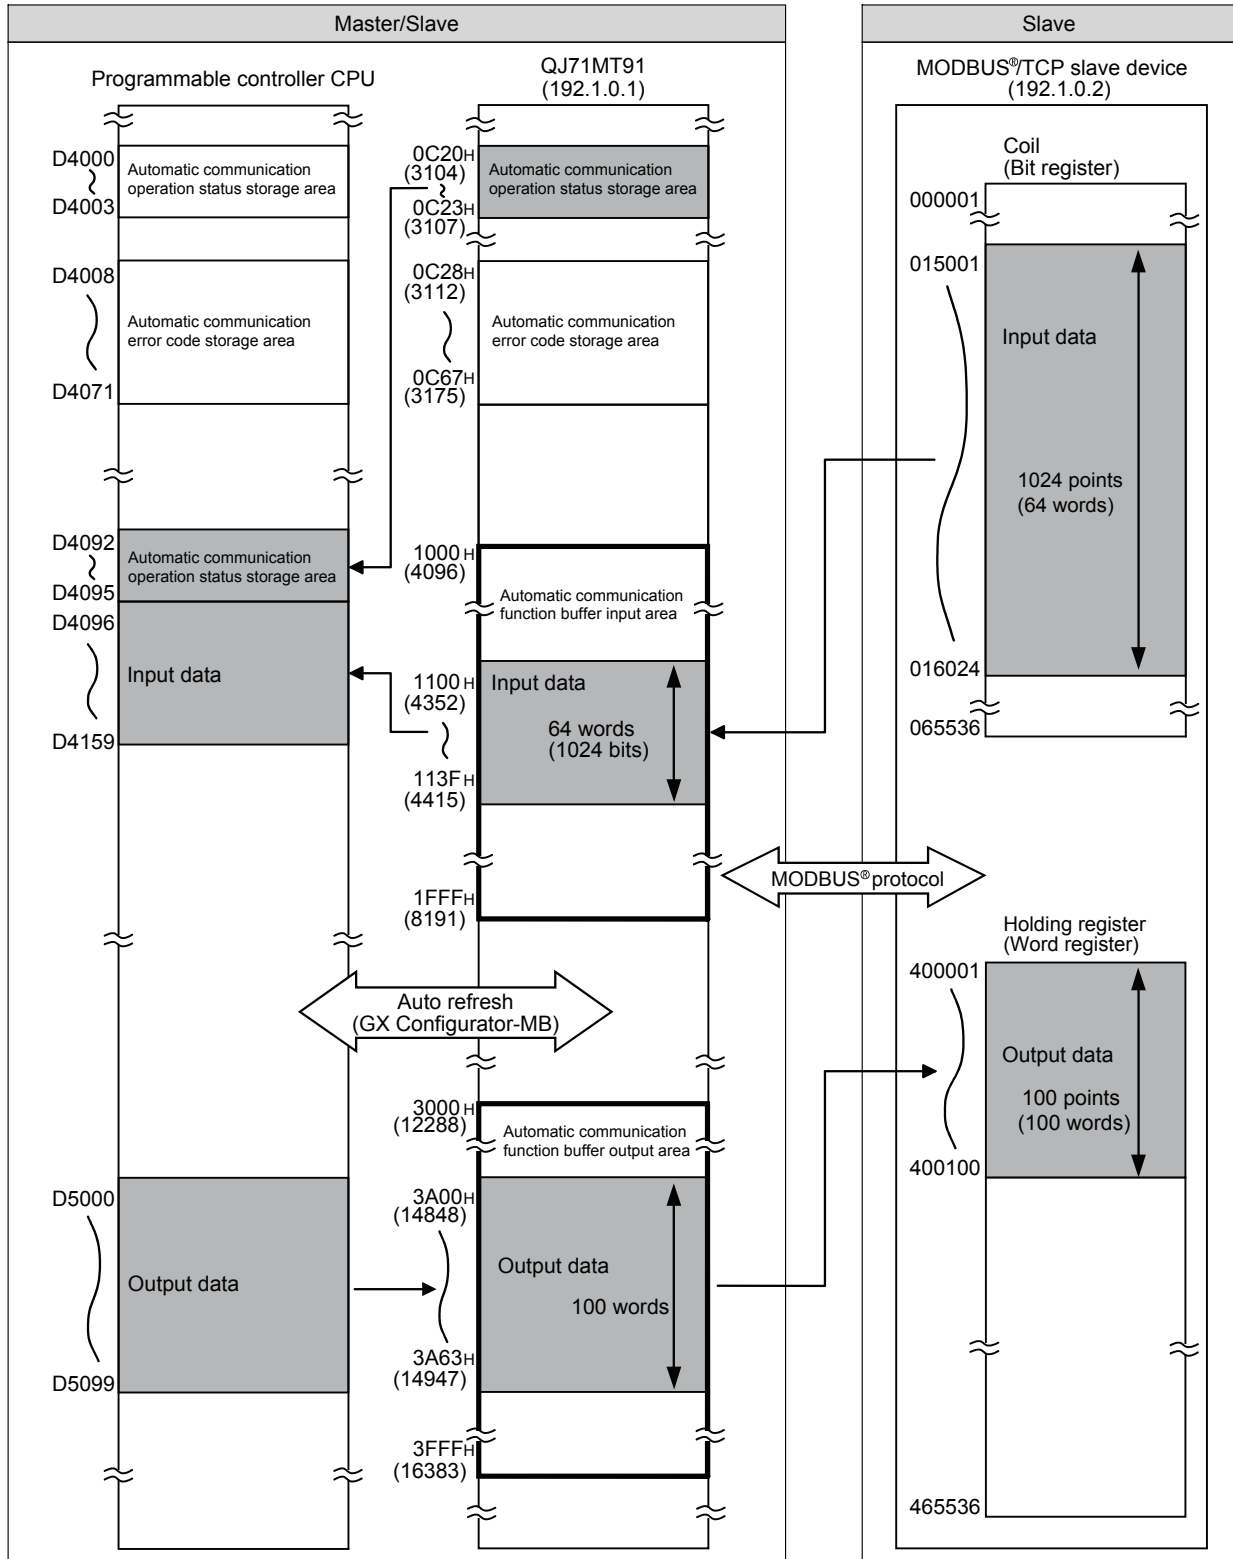 Master/Slave
Slave
Programmable controller CPU
QJ71MT91
(192.1.0.1)
MODBUS®/TCP slave device
(192.1.0.2)
D4000
D4003
Automatic communication
operation status storage area
D4008
D4071
Automatic communication
error code storage area
D4092
D4095
Automatic communication
operation status storage area
D4096
D4159
Input data
D5000
D5099
Output data
0C20H
(3104)
0C23H
(3107)
Automatic communication
operation status storage area
0C28H
(3112)
0C67H
(3175)
Automatic communication
error code storage area
1000H
(4096)
Automatic communication
function buffer input area
1100H
(4352)
113FH
(4415)
Input data
64 words
(1024 bits)
1FFFH
(8191)
MODBUS® protocol
Auto refresh
(GX Configurator-MB)
3000H
(12288)
Automatic communication
function buffer output area
3A00H
(14848)
3A63H
(14947)
Output data
100 words
3FFFH
(16383)
Coil
(Bit register)
000001
015001
Input data
1024 points
(64 words)
016024
065536
Holding register
(Word register)
400001
Output data
100 points
(100 words)
400100
465536